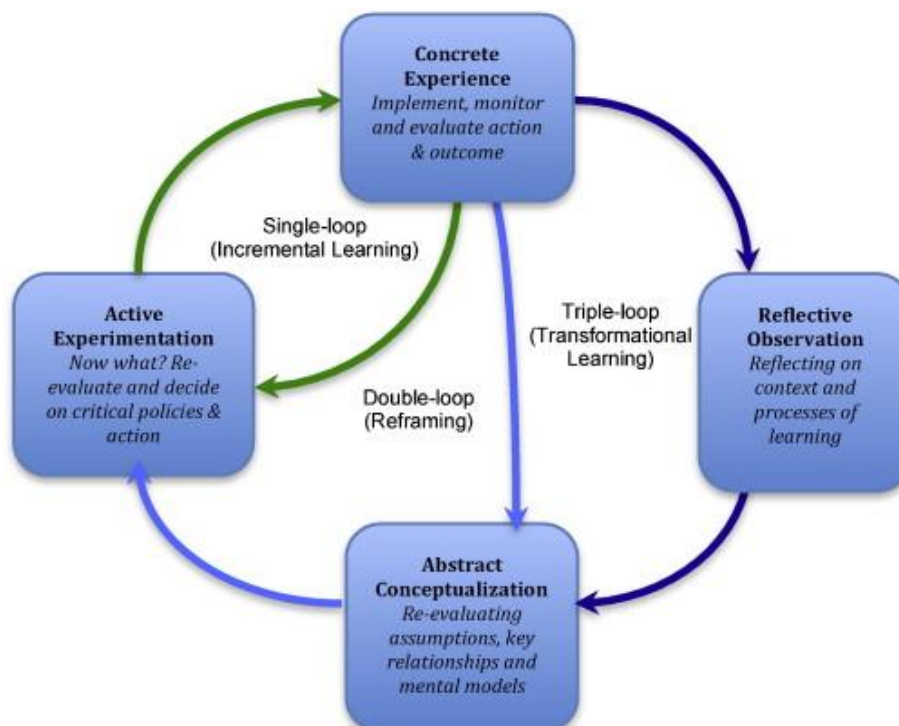 Concrete
Experience
Implement, monitor
and evaluate action
& outcome
Single-loop
(Incremental Learning)
Active
Experimentation
Now what? Re-
evaluate and decide
on critical policies &
action
Triple-loop
(Transformational
Learning)
Reflective
Observation
Reflecting on
context and
processes of
learning
Double-loop
(Reframing)
Abstract
Conceptualization
Re-evaluating
assumptions, key
relationships and
mental models